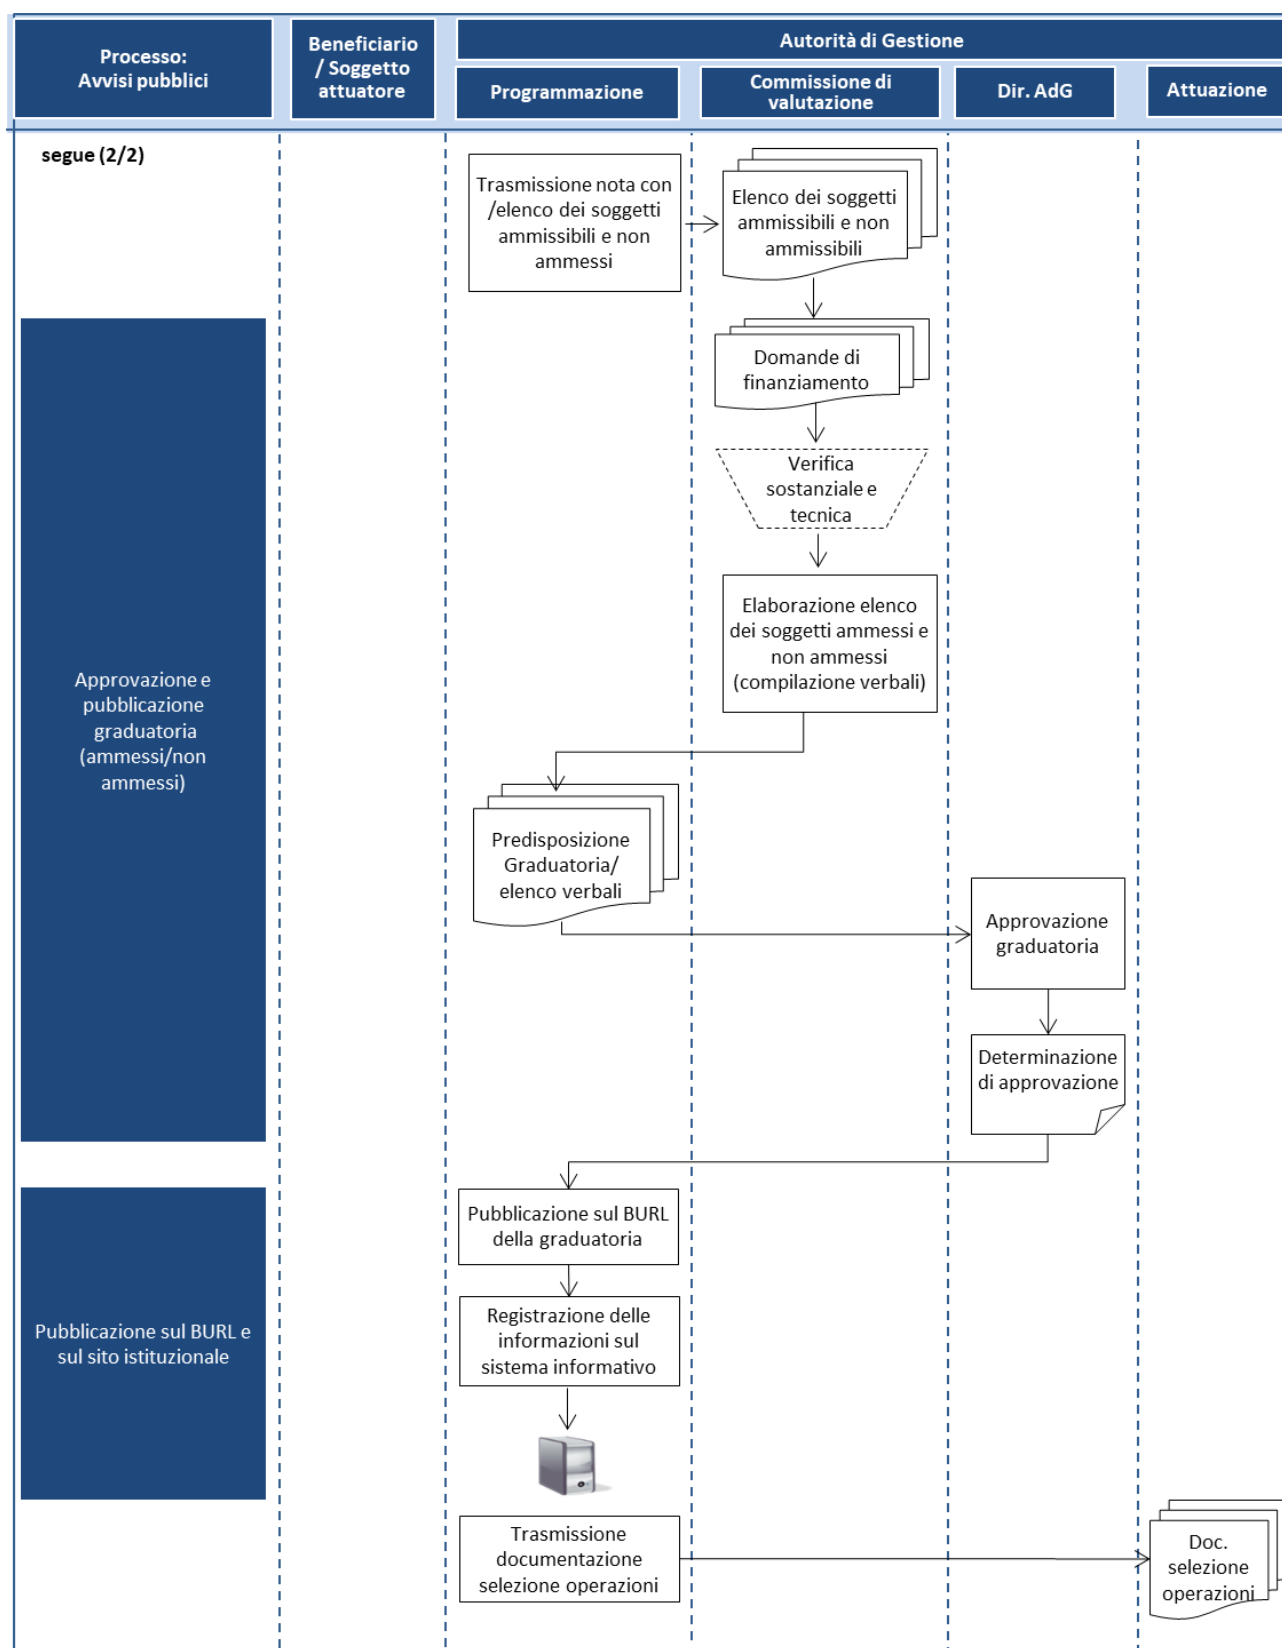 Processo:
Avvisi pubblici
Beneficiario
/ Soggetto
attuatore
Autorità di Gestione
Programmazione
Commissione di
valutazione
Dir. AdG
Attuazione
segue (2/2)
Trasmissione nota con
/elenco dei soggetti
ammissibili e non
ammessi
Elenco dei soggetti
ammissibili e non
ammissibili
Domande di
finanziamento
Verifica
sostanziale e
tecnica
Elaborazione elenco
dei soggetti ammessi e
non ammessi
(compilazione verbali)
Approvazione e
pubblicazione
graduatoria
(ammessi/non
ammessi)
Predisposizione
Graduatoria/
elenco verbali
Approvazione
graduatoria
Determinazione
di approvazione
Pubblicazione sul BURL
della graduatoria
Registrazione delle
informazioni sul
sistema informativo
Pubblicazione sul BURL e
sul sito istituzionale
Trasmissione
documentazione
selezione operazioni
Doc.
selezione
operazioni